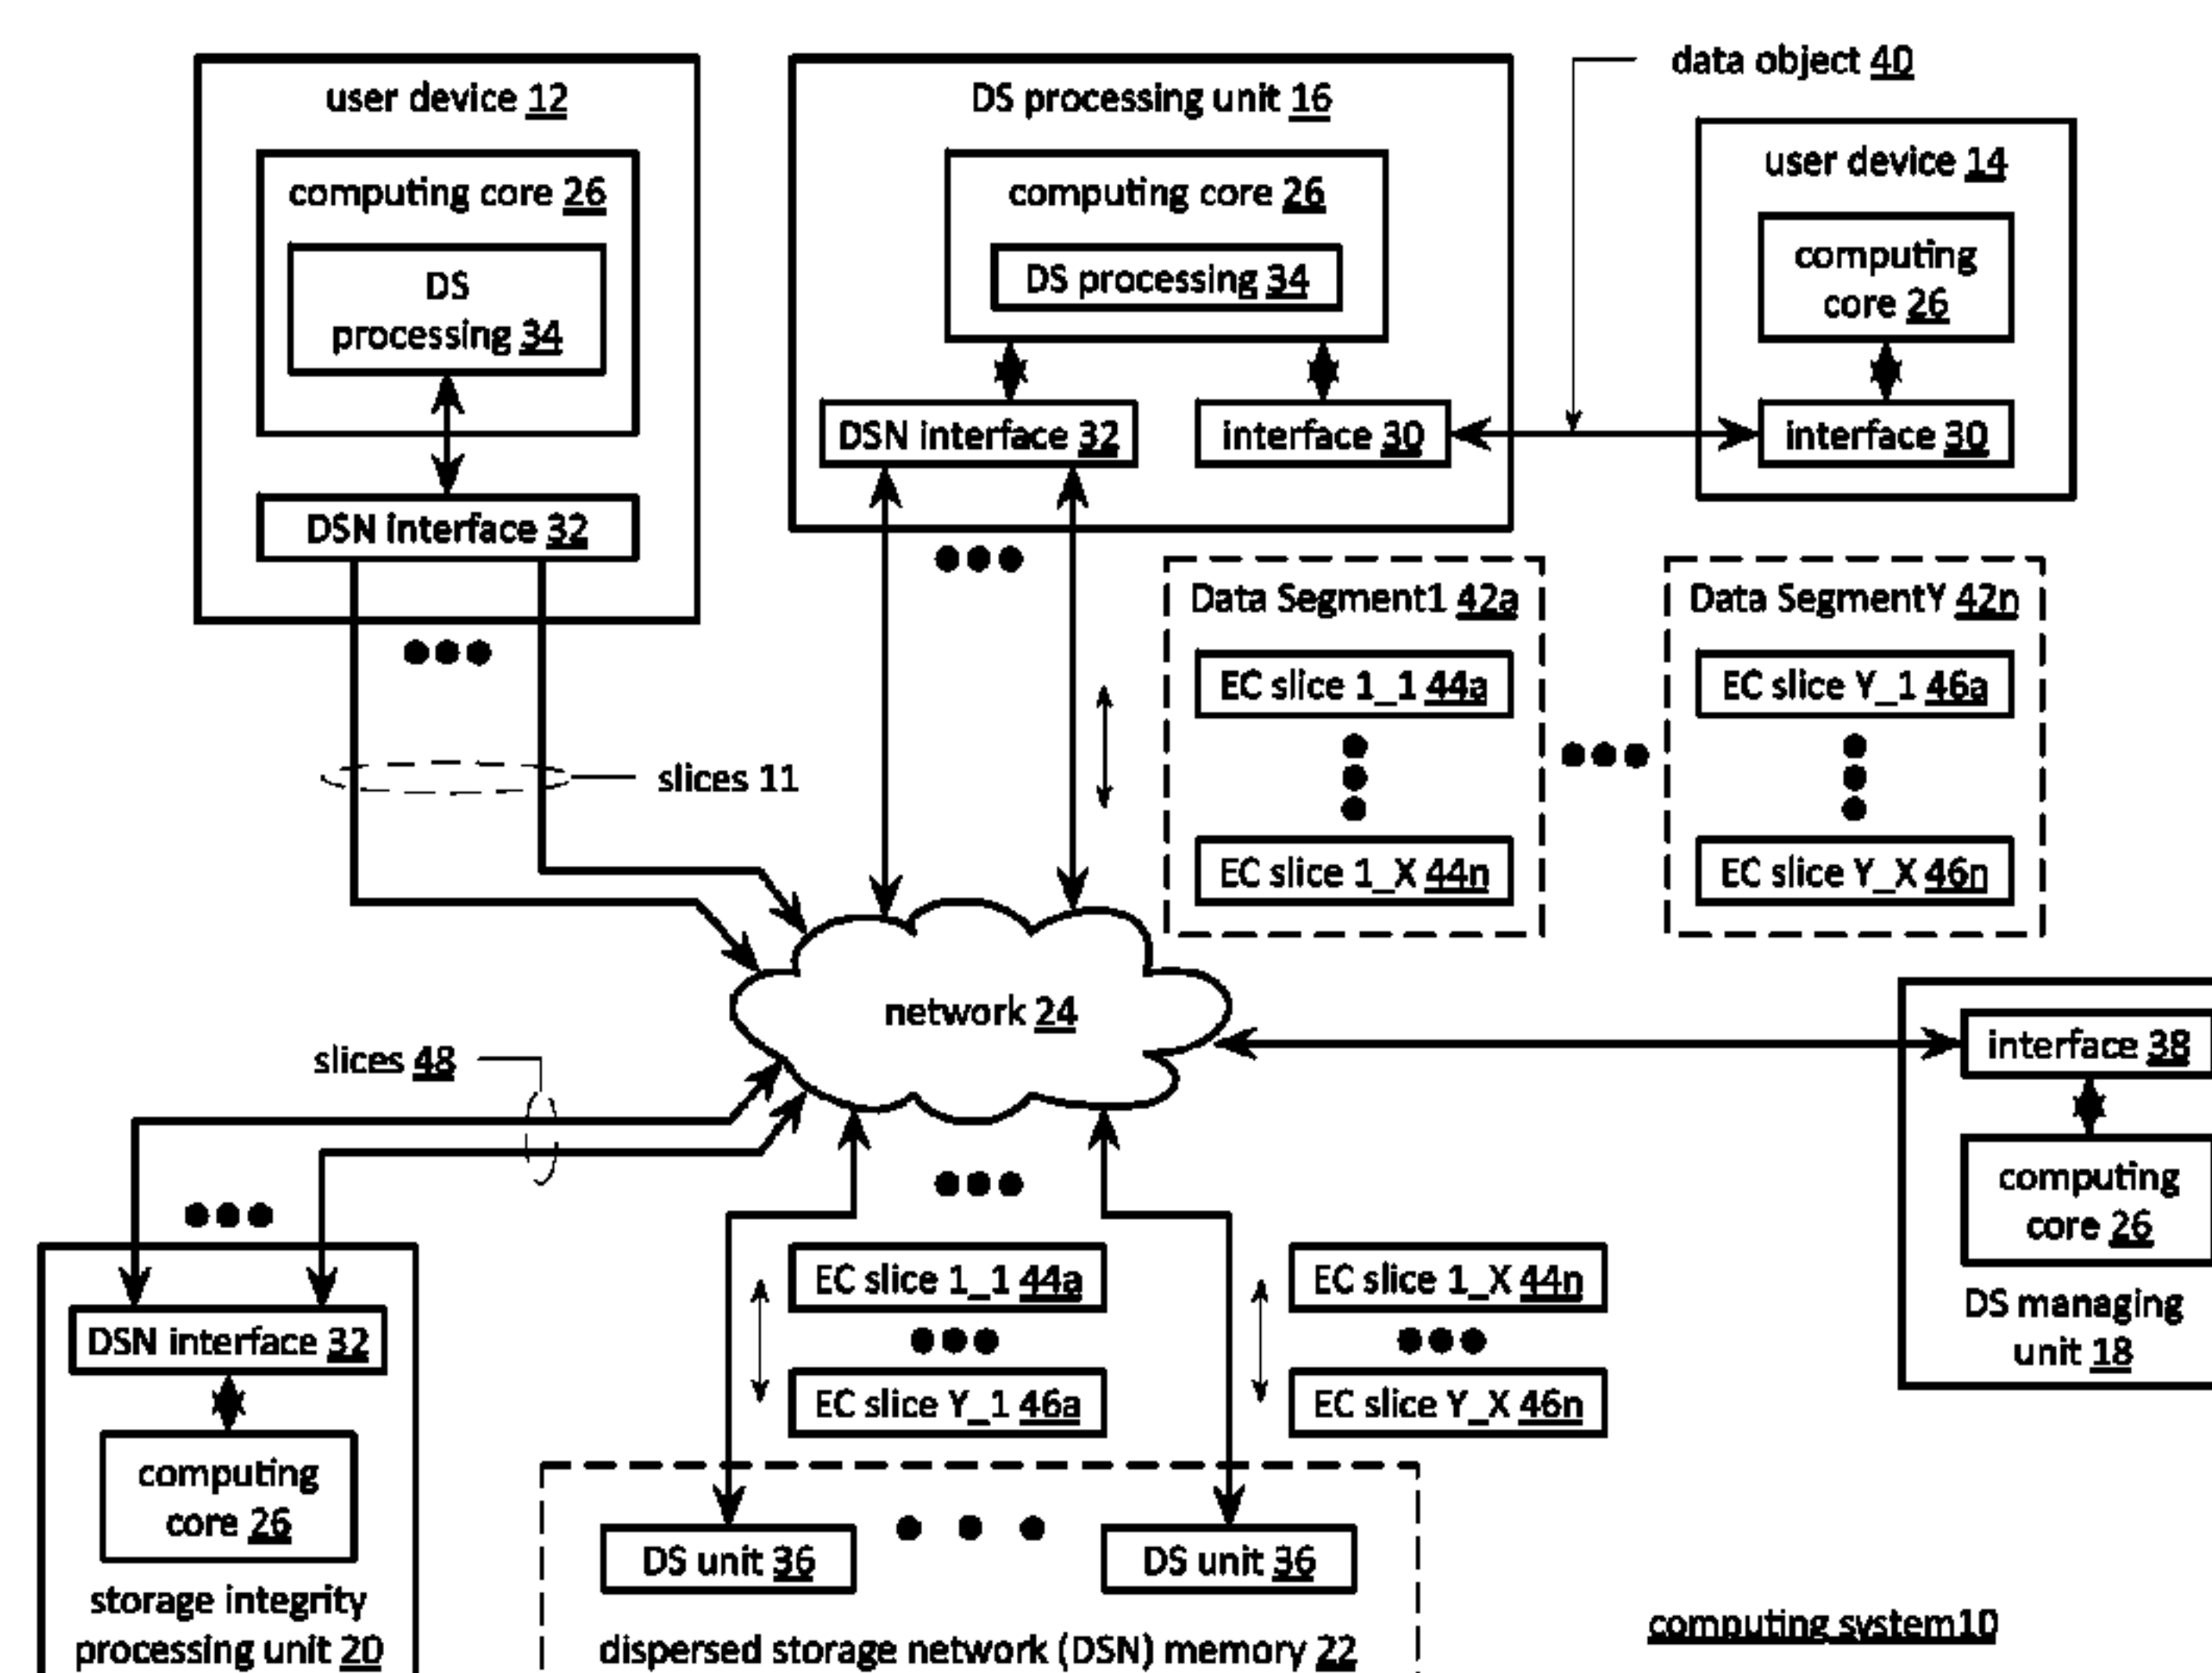 user device 12
computing core 26
DS
processing 34
DSN interface 32
DS processing unit 16
computing core 26
DS processing 34
DSN interface 32
interface 30
data object 40
user device 14
computing
core 26
interface 30
Data Segment1 42a
EC slice 1_1 44a
EC slice 1_X 44n
Data SegmentY 42n
EC slice Y_1 46a
EC slice Y_X 46n
slices 11
network 24
slices 48
interface 38
computing
core 26
DS managing
unit 18
EC slice 1_1 44a
EC slice Y_1 46a
EC slice 1_X 44n
EC slice Y_X 46n
DSN interface 32
computing
core 26
storage integrity
processing unit 20
DS unit 36
DS unit 36
dispersed storage network (DSN) memory 22
computing system10